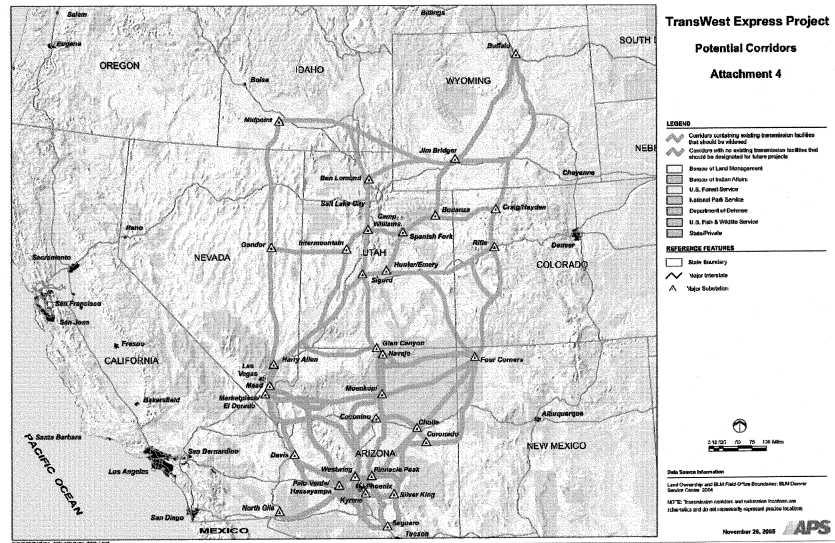 TransWest Express Project
Potential Corridors
Attachment 4
LEGEND
Corridors containing existing transmission facilities
that should be widened
Corridors with no existing transmission facilities that
should be designated for future projects
Bureau of Land Management
Bureau of Indian Affairs
U.S. Forest Service
National Park Service
Department of Defense
U.S. Fish & Wildlife Service
State/Private
REFERENCE FEATURES
State Boundary
Major Interstate
Major Substation
Miles
Data Source Information
Land Ownership and BLM Field Office Boundaries: BLM Denver
Service Center 2004
NOTE: Transmission corridors and substation locations are
schematics and do not necessarily represent precise locations
November 26, 2005
APS
Salem
Billings
Eugene
Buffalo
SOUTH
OREGON
IDAHO
WYOMING
Boise
Midpoint
Jim Bridger
NEB
Ben Lomond
Cheyenne
Salt Lake City
Bonanza
Craig/Hayden
Camp
Williams
Spanish Fork
Reno
Gondor
Intermountain
UTAH
Rifle
Denver
NEVADA
Hunter/Emery
COLORADO
Sacramento
Sigurd
San Francisco
San Jose
Fresno
Glen Canyon
Navajo
Four Corners
CALIFORNIA
Harry Allen
Las
Vegas
Mead
Marketplace/
El Dorado
Moenkopi
Bakersfield
Coconino
Cholla
Coronado
Albuquerque
Santa Barbara
San Bernardino
NEW MEXICO
Los Angeles
Davis
ARIZONA
PACIFIC OCEAN
Westwing
Pinnacle Peak
Palo Verde/
Hassayampa
Phoenix
Kyrene
Silver King
North Gila
San Diego
Saguaro
MEXICO
Tucson